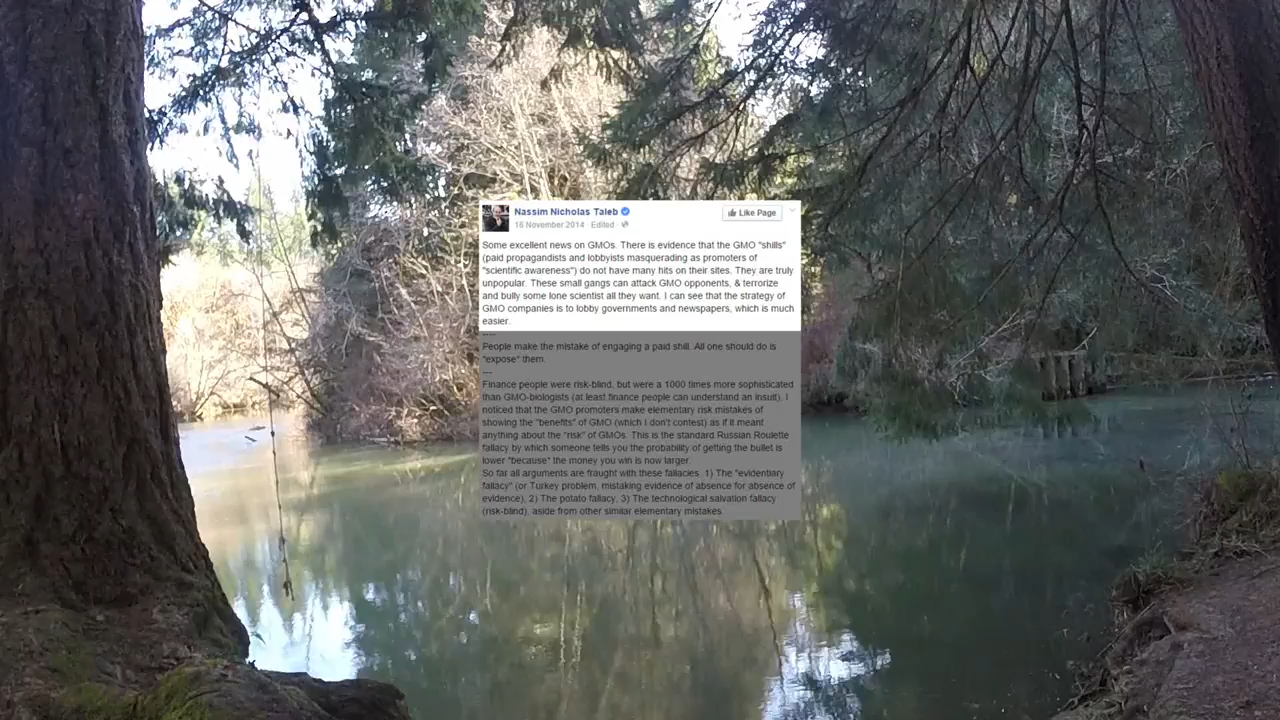 Nassim Nicholas Taleb
Like Page
16 November 2014 · Edited ·
Some excellent news on GMOs. There is evidence that the GMO "shills"
(paid propagandists and lobbyists masquerading as promoters of
"scientific awareness") do not have many hits on their sites. They are truly
unpopular. These small gangs can attack GMO opponents, & terrorize
and bully some lone scientist all they want. I can see that the strategy of
GMO companies is to lobby governments and newspapers, which is much
easier.
----
People make the mistake of engaging a paid shill. All one should do is
"expose" them.
---
Finance people were risk-blind, but were a 1000 times more sophisticated
than GMO-biologists (at least finance people can understand an insult). I
noticed that the GMO promoters make elementary risk mistakes of
showing the "benefits" of GMO (which I don't contest) as if it meant
anything about the "risk" of GMOs. This is the standard Russian Roulette
fallacy by which someone tells you the probability of getting the bullet is
lower "because" the money you win is now larger.
So far all arguments are fraught with these fallacies. 1) The "evidentiary
fallacy" (or Turkey problem, mistaking evidence of absence for absence of
evidence), 2) The potato fallacy, 3) The technological salvation fallacy
(risk-blind), aside from other similar elementary mistakes.